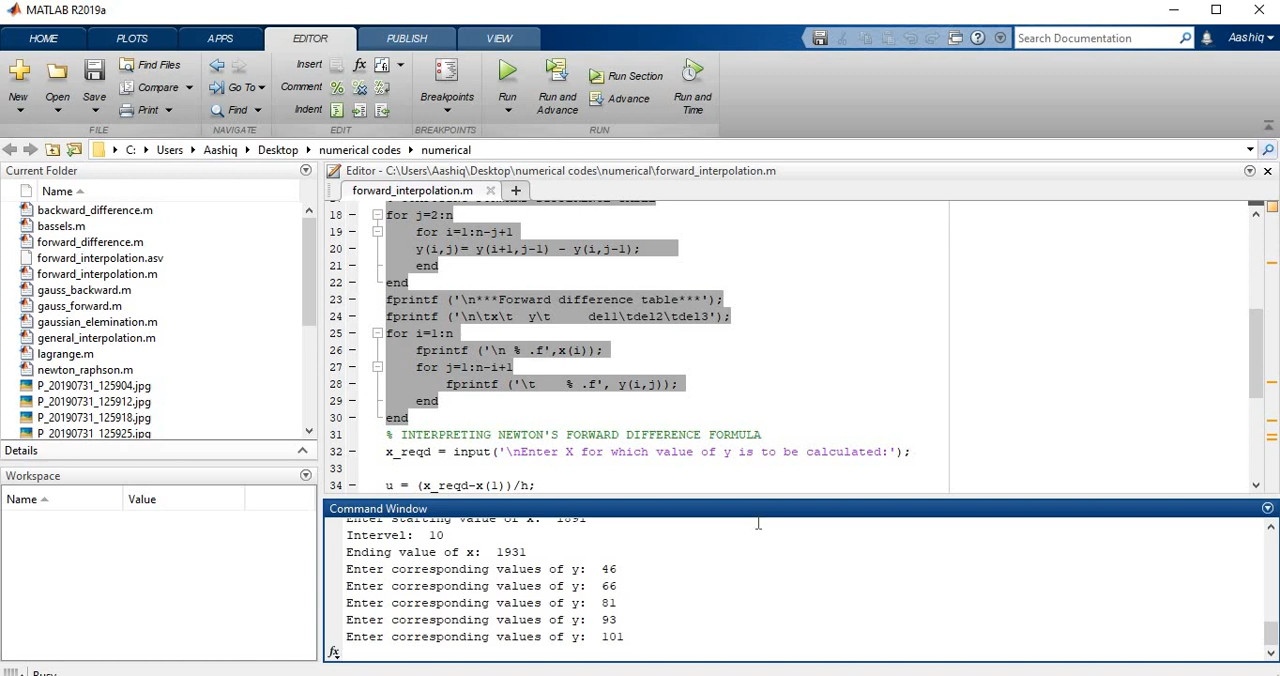 MATLAB R2019a
HOME PLOTS APPS EDITOR PUBLISH VIEW Search Documentation Aashiq
New Open Save Find Files Compare Print Go To Find Insert fx Comment % Indent Breakpoints Run Run and Advance Run Section Advance Run and Time
FILE NAVIGATE EDIT BREAKPOINTS RUN
C: Users Aashiq Desktop numerical codes numerical
Current Folder
Name
backward_difference.m
bassels.m
forward_difference.m
forward_interpolation.asv
forward_interpolation.m
gauss_backward.m
gauss_forward.m
gaussian_elemination.m
general_interpolation.m
lagrange.m
newton_raphson.m
P_20190731_125904.jpg
P_20190731_125912.jpg
P_20190731_125918.jpg
P_20190731_125925.jpg
Details
Workspace
Name Value
Editor - C:\Users\Aashiq\Desktop\numerical codes\numerical\forward_interpolation.m
forward_interpolation.m
18 for j=2:n
19 for i=1:n-j+1
20 y(i,j)= y(i+1,j-1) - y(i,j-1);
21 end
22 end
23 fprintf ('\n***Forward difference table***');
24 fprintf ('\n\tx\t  y\t     del1\tdel2\tdel3');
25 for i=1:n
26 fprintf ('\n % .f',x(i));
27 for j=1:n-i+1
28 fprintf ('\t    % .f', y(i,j));
29 end
30 end
31 % INTERPRETING NEWTON'S FORWARD DIFFERENCE FORMULA
32 x_reqd = input('\nEnter X for which value of y is to be calculated:');
33
34 u = (x_reqd-x(1))/h;
Command Window
Enter starting value of x:  1891
Intervel:  10
Ending value of x:  1931
Enter corresponding values of y:  46
Enter corresponding values of y:  66
Enter corresponding values of y:  81
Enter corresponding values of y:  93
Enter corresponding values of y:  101
fx
Busy